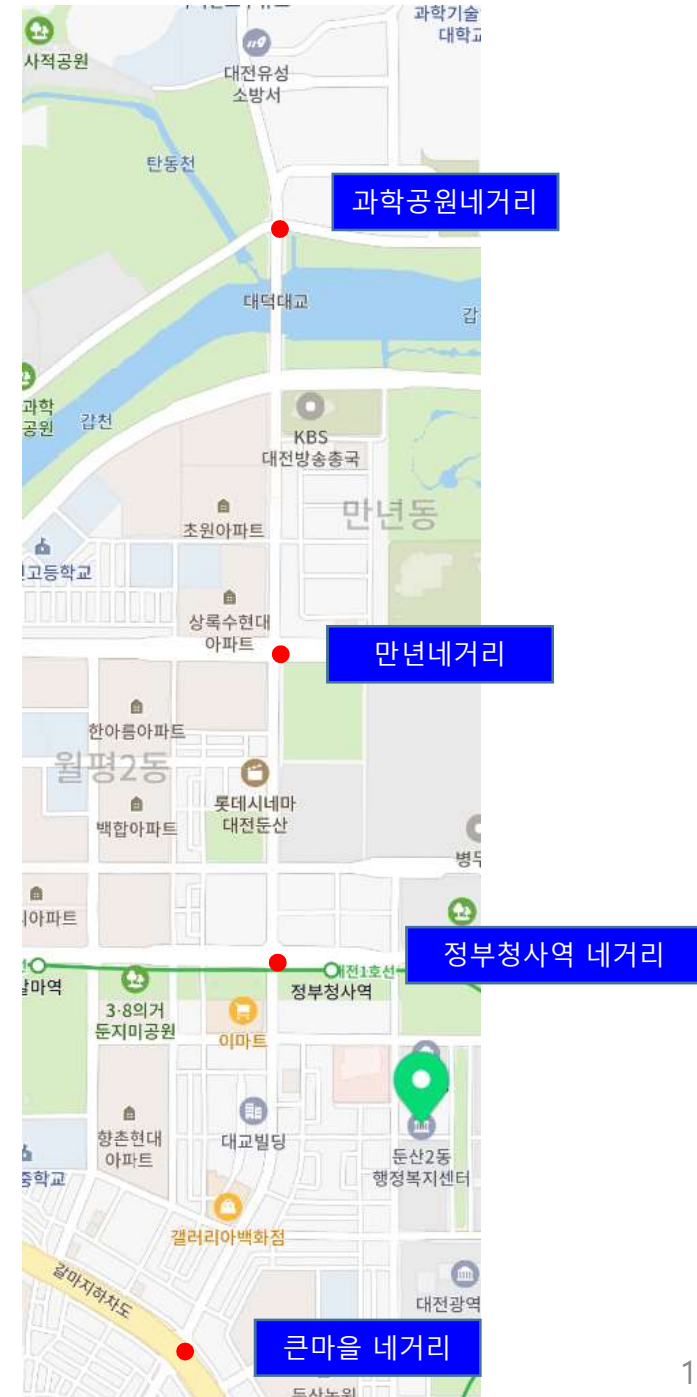 과학기술
대학교
사적공원
119
대전유성
소방서
탄동천
과학공원네거리
대덕대교
갑
과학
공원
갑천
KBS
대전방송총국
만년동
초원아파트
고등학교
상록수현대
아파트
만년네거리
한아름아파트
월평2동
롯데시네마
대전둔산
백합아파트
병무
아파트
정부청사역 네거리
대전1호선
갈마역
정부청사역
3·8의거
둔지미공원
이마트
향촌현대
아파트
대교빌딩
둔산2동
행정복지센터
중학교
갤러리아백화점
갈마지하차도
대전광역
큰마을 네거리
1